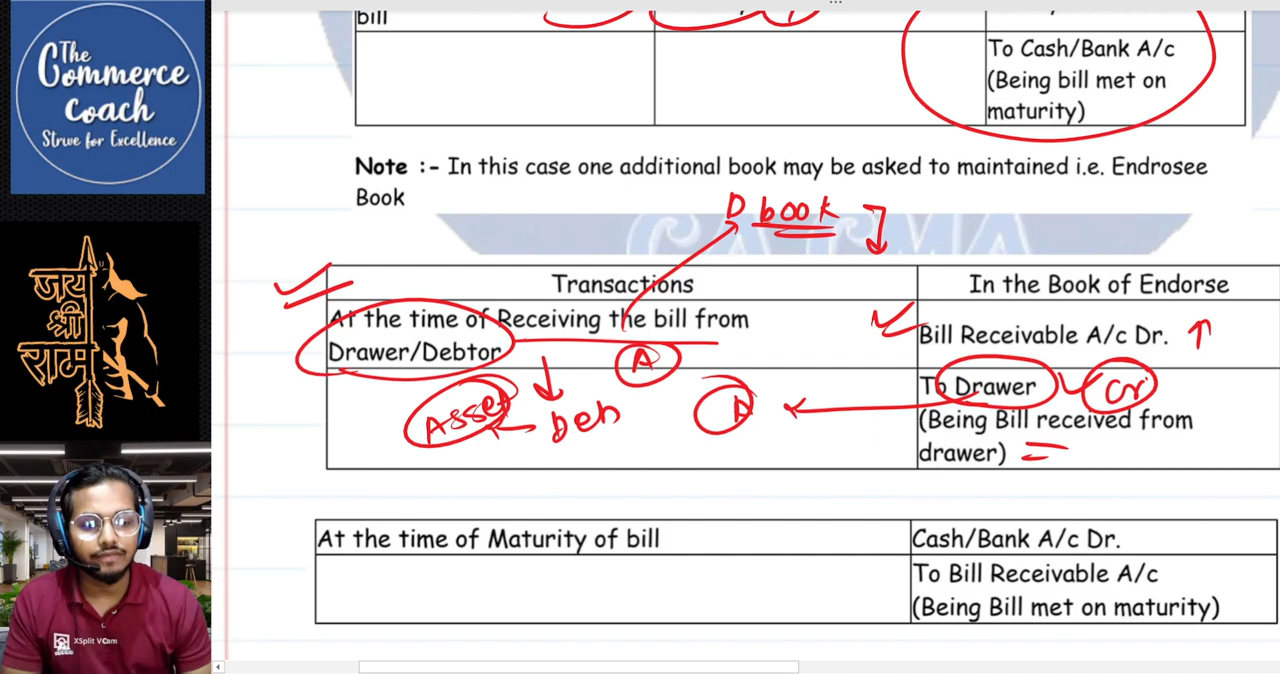 The
Commerce
Coach
Strive for Excellence
जय
श्री
राम
XSplit VCam
bill
To Cash/Bank A/c
(Being bill met on
maturity)
Note :- In this case one additional book may be asked to maintained i.e. Endrosee
Book
D book
Transactions
In the Book of Endorse
At the time of Receiving the bill from
Drawer/Debtor
Bill Receivable A/c Dr.
A
To Drawer
Cr
(Being Bill received from
drawer)
Asset
Deb
A
At the time of Maturity of bill
Cash/Bank A/c Dr.
To Bill Receivable A/c
(Being Bill met on maturity)